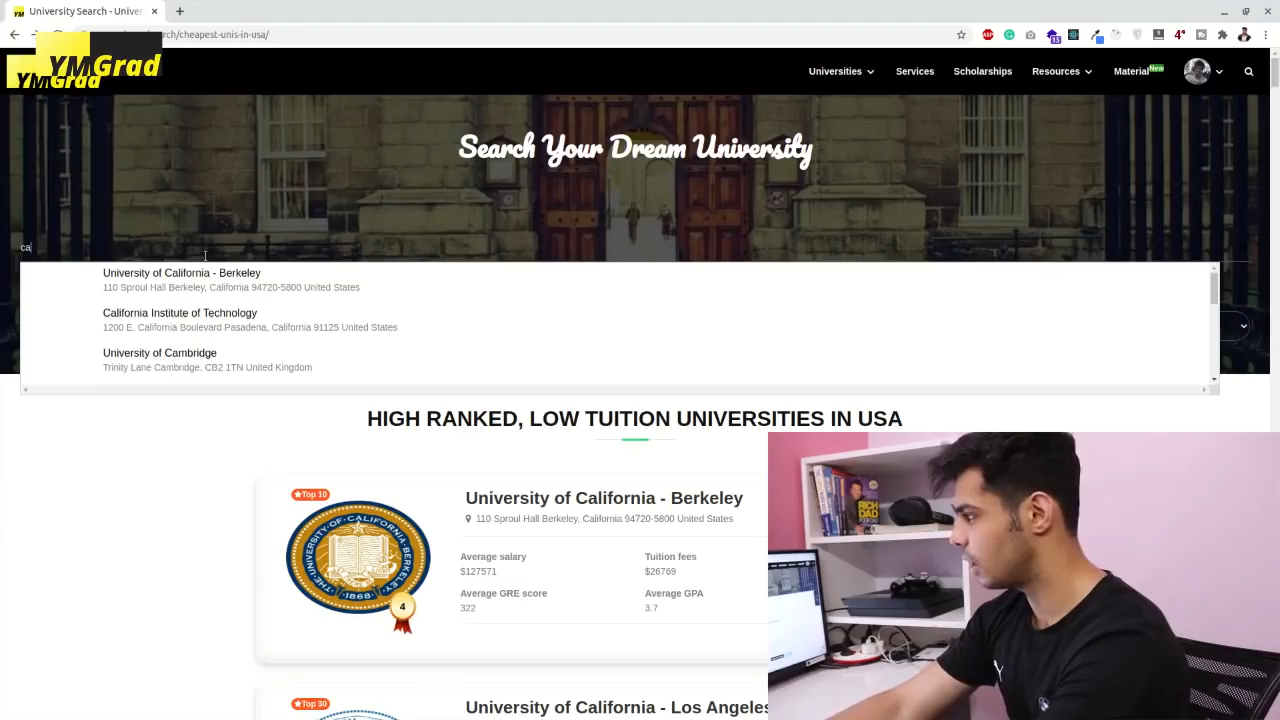 University Search - Univer
rch/cheapest-unis-in-usa/
YMGrad
YMGrad
Universities
Services
Scholarships
Resources
Material
New
Search Your Dream University
ca
University of California - Berkeley
110 Sproul Hall Berkeley, California 94720-5800 United States
California Institute of Technology
1200 E. California Boulevard Pasadena, California 91125 United States
University of Cambridge
Trinity Lane Cambridge, CB2 1TN United Kingdom
HIGH RANKED, LOW TUITION UNIVERSITIES IN USA
Top 10
University of California - Berkeley
110 Sproul Hall Berkeley, California 94720-5800 United States
Average salary
Tuition fees
$127571
$26769
Average GRE score
Average GPA
322
3.7
THE·UNIVERSITY·OF·CALIFORNIA·BERKELEY
·1868·
4
Top 30
University of California - Los Angeles
RICH
DAD